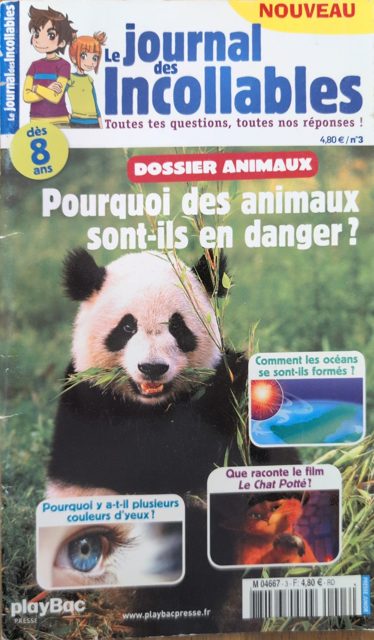 Le Journal des Incollables
NOUVEAU
Le journal
des
Incollables
Toutes tes questions, toutes nos réponses !
4,80 € / n°3
dès
8
ans
DOSSIER ANIMAUX
Pourquoi des animaux
sont-ils en danger ?
Comment les océans
se sont-ils formés ?
Que raconte le film
Le Chat Potté ?
Pourquoi y a-t-il plusieurs
couleurs d'yeux ?
M 04667 - 3 - F: 4,80 € - RD
playBac
PRESSE
www.playbacpresse.fr